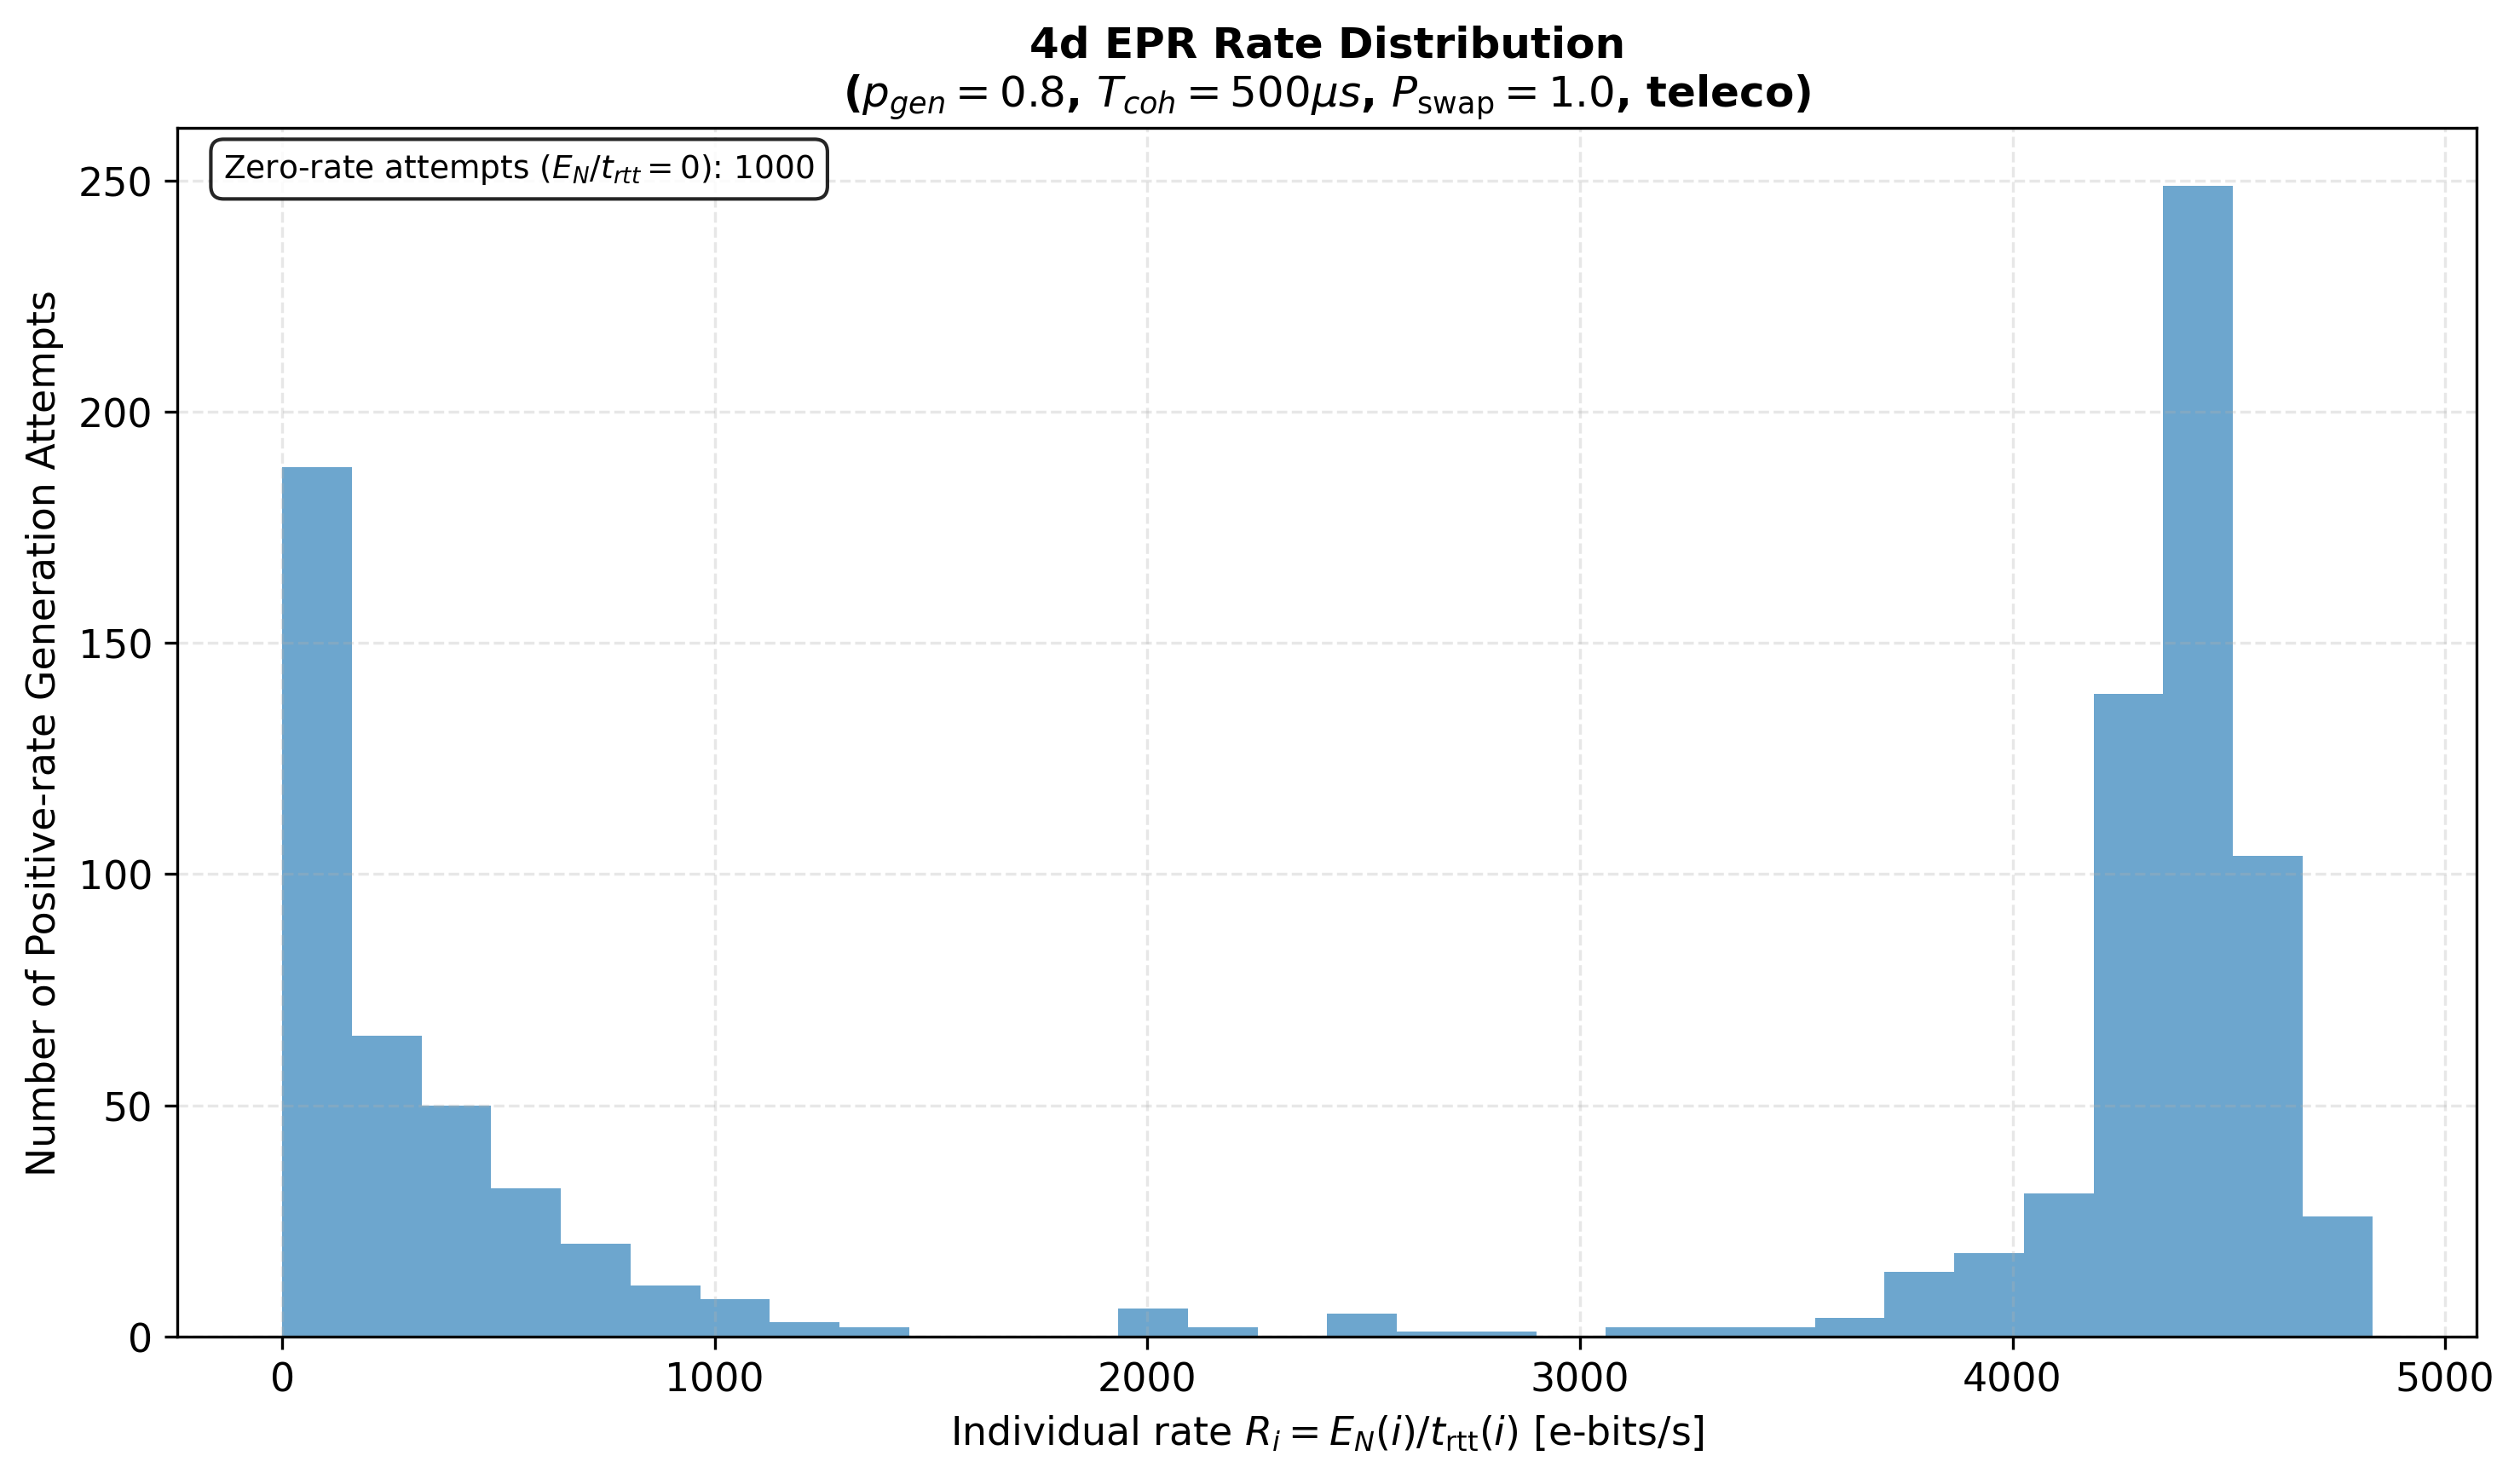 4d EPR Rate Distribution
(p_gen = 0.8, T_coh = 500μs, P_swap = 1.0, teleco)
Zero-rate attempts (E_N/t_rtt = 0): 1000
Number of Positive-rate Generation Attempts
250
200
150
100
50
0
0 1000 2000 3000 4000 5000
Individual rate R_i = E_N(i)/t_rtt(i) [e-bits/s]